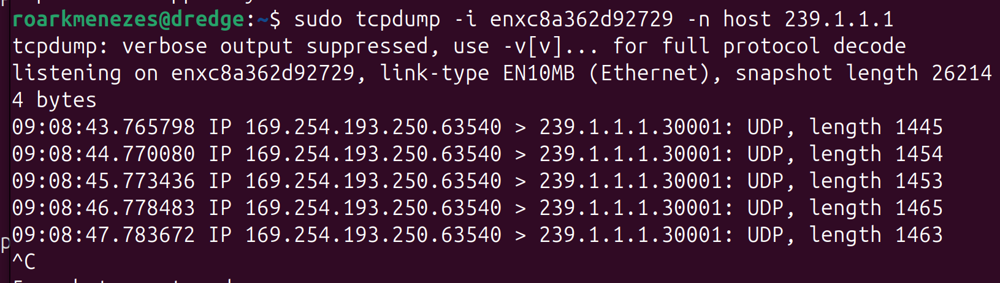 roarkmenezes@dredge:~$ sudo tcpdump -i enxc8a362d92729 -n host 239.1.1.1
tcpdump: verbose output suppressed, use -v[v]... for full protocol decode
listening on enxc8a362d92729, link-type EN10MB (Ethernet), snapshot length 26214
4 bytes
09:08:43.765798 IP 169.254.193.250.63540 > 239.1.1.1.30001: UDP, length 1445
09:08:44.770080 IP 169.254.193.250.63540 > 239.1.1.1.30001: UDP, length 1454
09:08:45.773436 IP 169.254.193.250.63540 > 239.1.1.1.30001: UDP, length 1453
09:08:46.778483 IP 169.254.193.250.63540 > 239.1.1.1.30001: UDP, length 1465
09:08:47.783672 IP 169.254.193.250.63540 > 239.1.1.1.30001: UDP, length 1463
^C